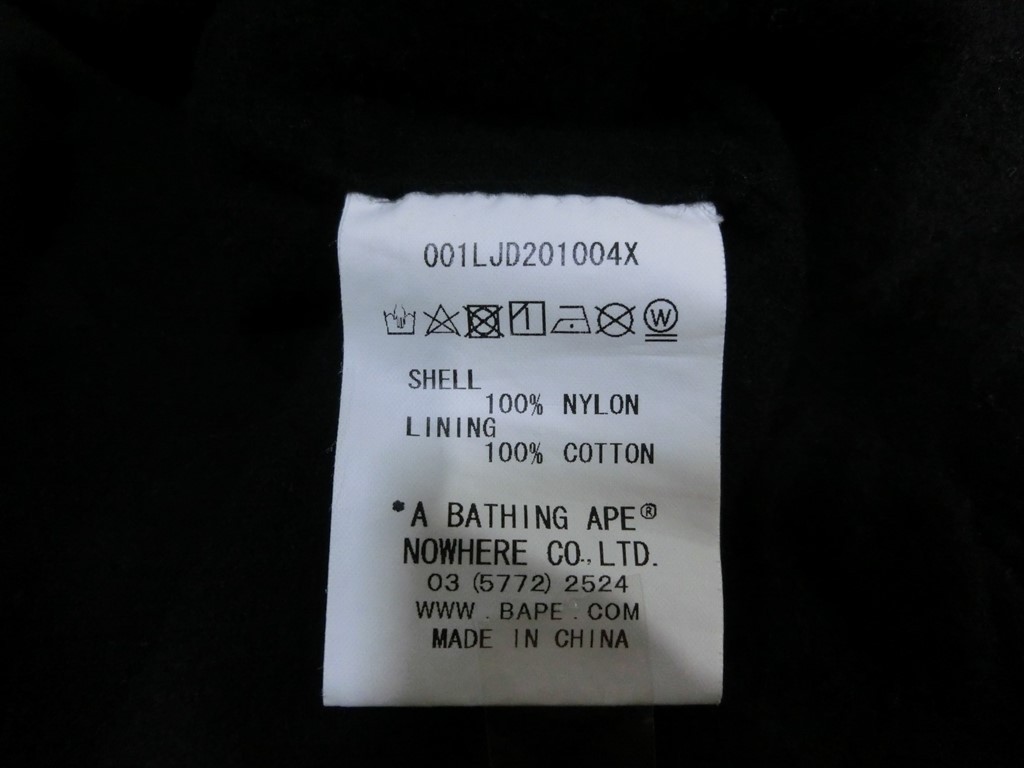 001LJD201004X
W
SHELL
100% NYLON
LINING
100% COTTON
*A BATHING APE®
NOWHERE CO.,LTD.
03 (5772) 2524
WWW.BAPE.COM
MADE IN CHINA